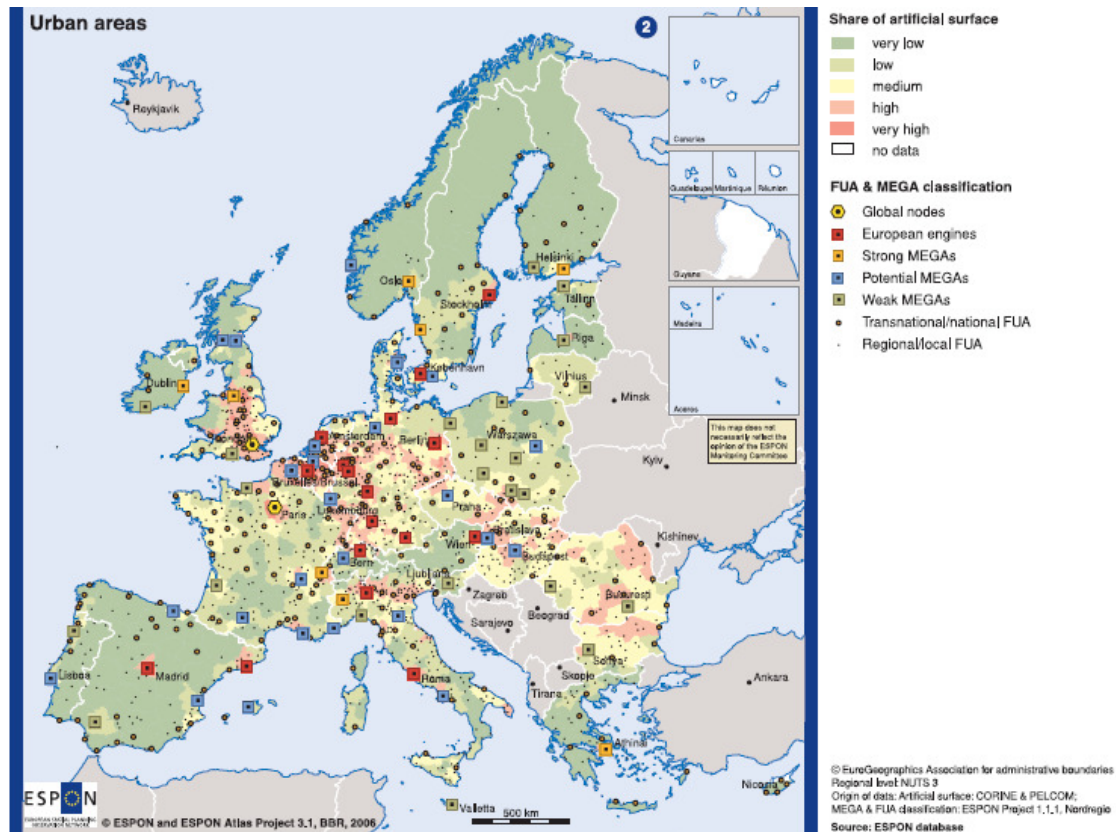 Urban areas
2
Reykjavik
Canarias
Guadeloupe
Martinique
Réunion
Guyane
Madeira
Acores
This map does not
necessarily reflect the
opinion of the ESPON
Monitoring Committee
Helsinki
Oslo
Stockholm
Tallinn
Riga
Dublin
København
Vilnius
Minsk
Amsterdam
Berlin
Warszawa
Kyiv
Bruxelles/Brussel
Praha
Paris
Luxembourg
Kishinev
Wien
Bratislava
Budapest
Bern
Ljubljana
Zagreb
Bucuresti
Beograd
Sarajevo
Sofiya
Skopje
Lisboa
Madrid
Roma
Tirana
Ankara
Athinai
Nicosia
Valletta
500 km
ESPON
EUROPEAN SPATIAL PLANNING
OBSERVATION NETWORK
© ESPON and ESPON Atlas Project 3.1, BBR, 2006
Share of artificial surface
very low
low
medium
high
very high
no data
FUA & MEGA classification
Global nodes
European engines
Strong MEGAs
Potential MEGAs
Weak MEGAs
Transnational/national FUA
Regional/local FUA
© EuroGeographics Association for administrative boundaries
Regional level: NUTS 3
Origin of data: Artificial surface: CORINE & PELCOM;
MEGA & FUA classification: ESPON Project 1.1.1, Nordregio
Source: ESPON database